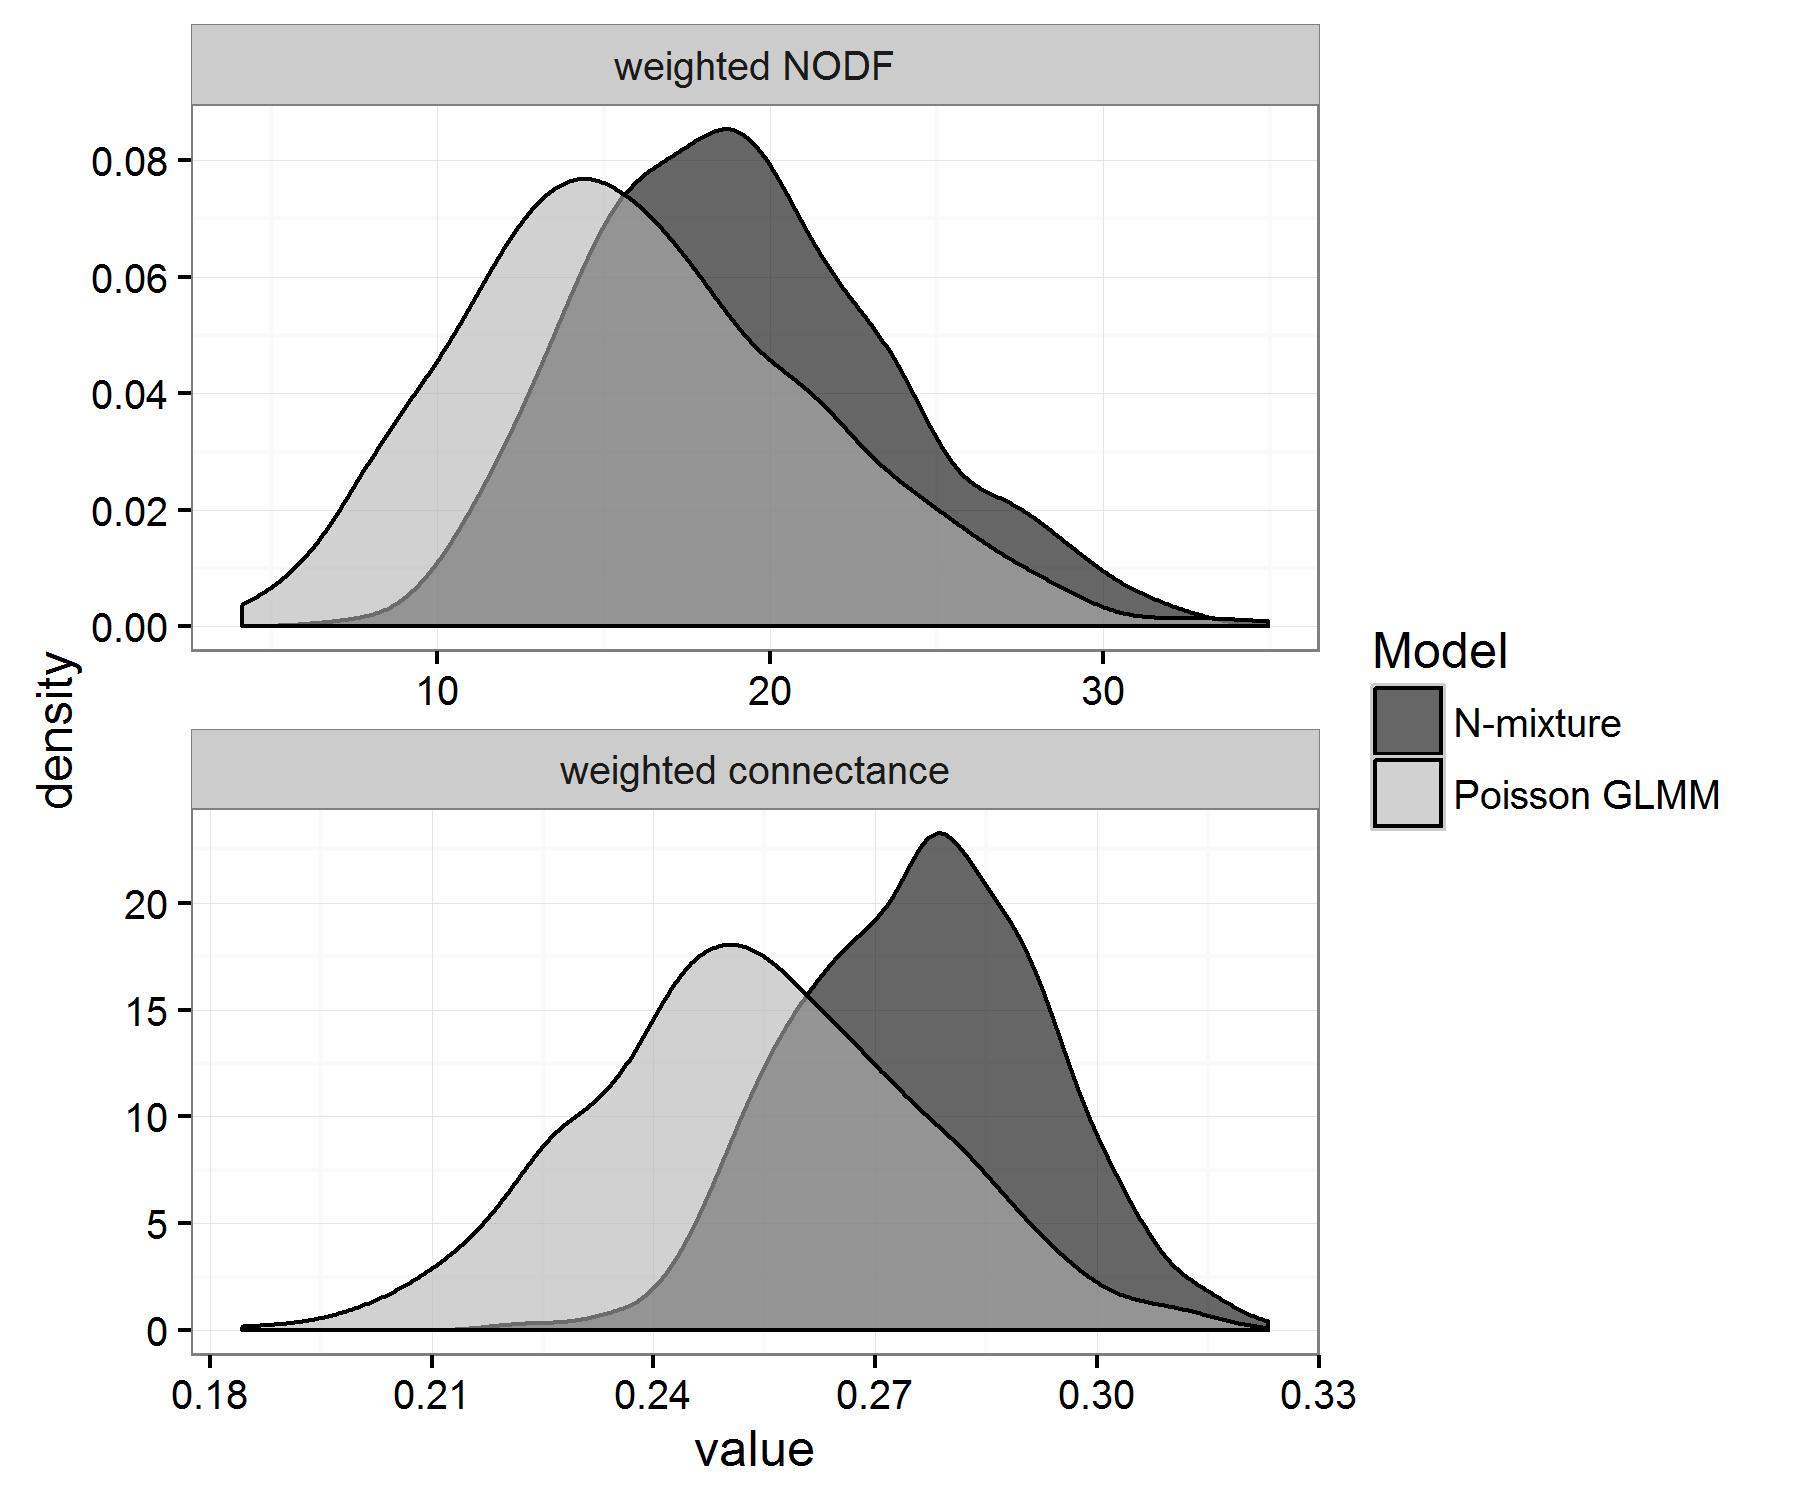 weighted NODF
0.08
0.06
0.04
0.02
0.00
10 20 30
density
weighted connectance
20
15
10
5
0
0.18 0.21 0.24 0.27 0.30 0.33
value
Model
N-mixture
Poisson GLMM